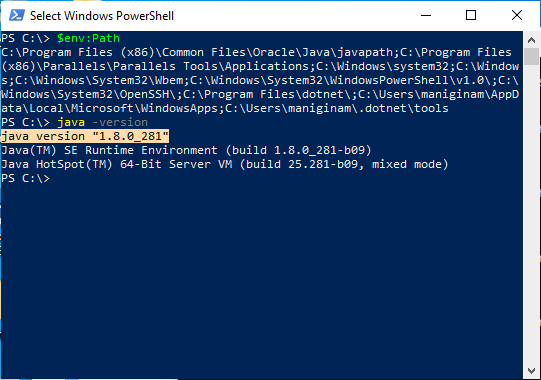 Select Windows PowerShell
PS C:\> $env:Path
C:\Program Files (x86)\Common Files\Oracle\Java\javapath;C:\Program Files
(x86)\Parallels\Parallels Tools\Applications;C:\Windows\system32;C:\Window
s;C:\Windows\System32\Wbem;C:\Windows\System32\WindowsPowerShell\v1.0\;C:\
Windows\System32\OpenSSH\;C:\Program Files\dotnet\;C:\Users\maniginam\AppD
ata\Local\Microsoft\WindowsApps;C:\Users\maniginam\.dotnet\tools
PS C:\> java -version
java version "1.8.0_281"
Java(TM) SE Runtime Environment (build 1.8.0_281-b09)
Java HotSpot(TM) 64-Bit Server VM (build 25.281-b09, mixed mode)
PS C:\>